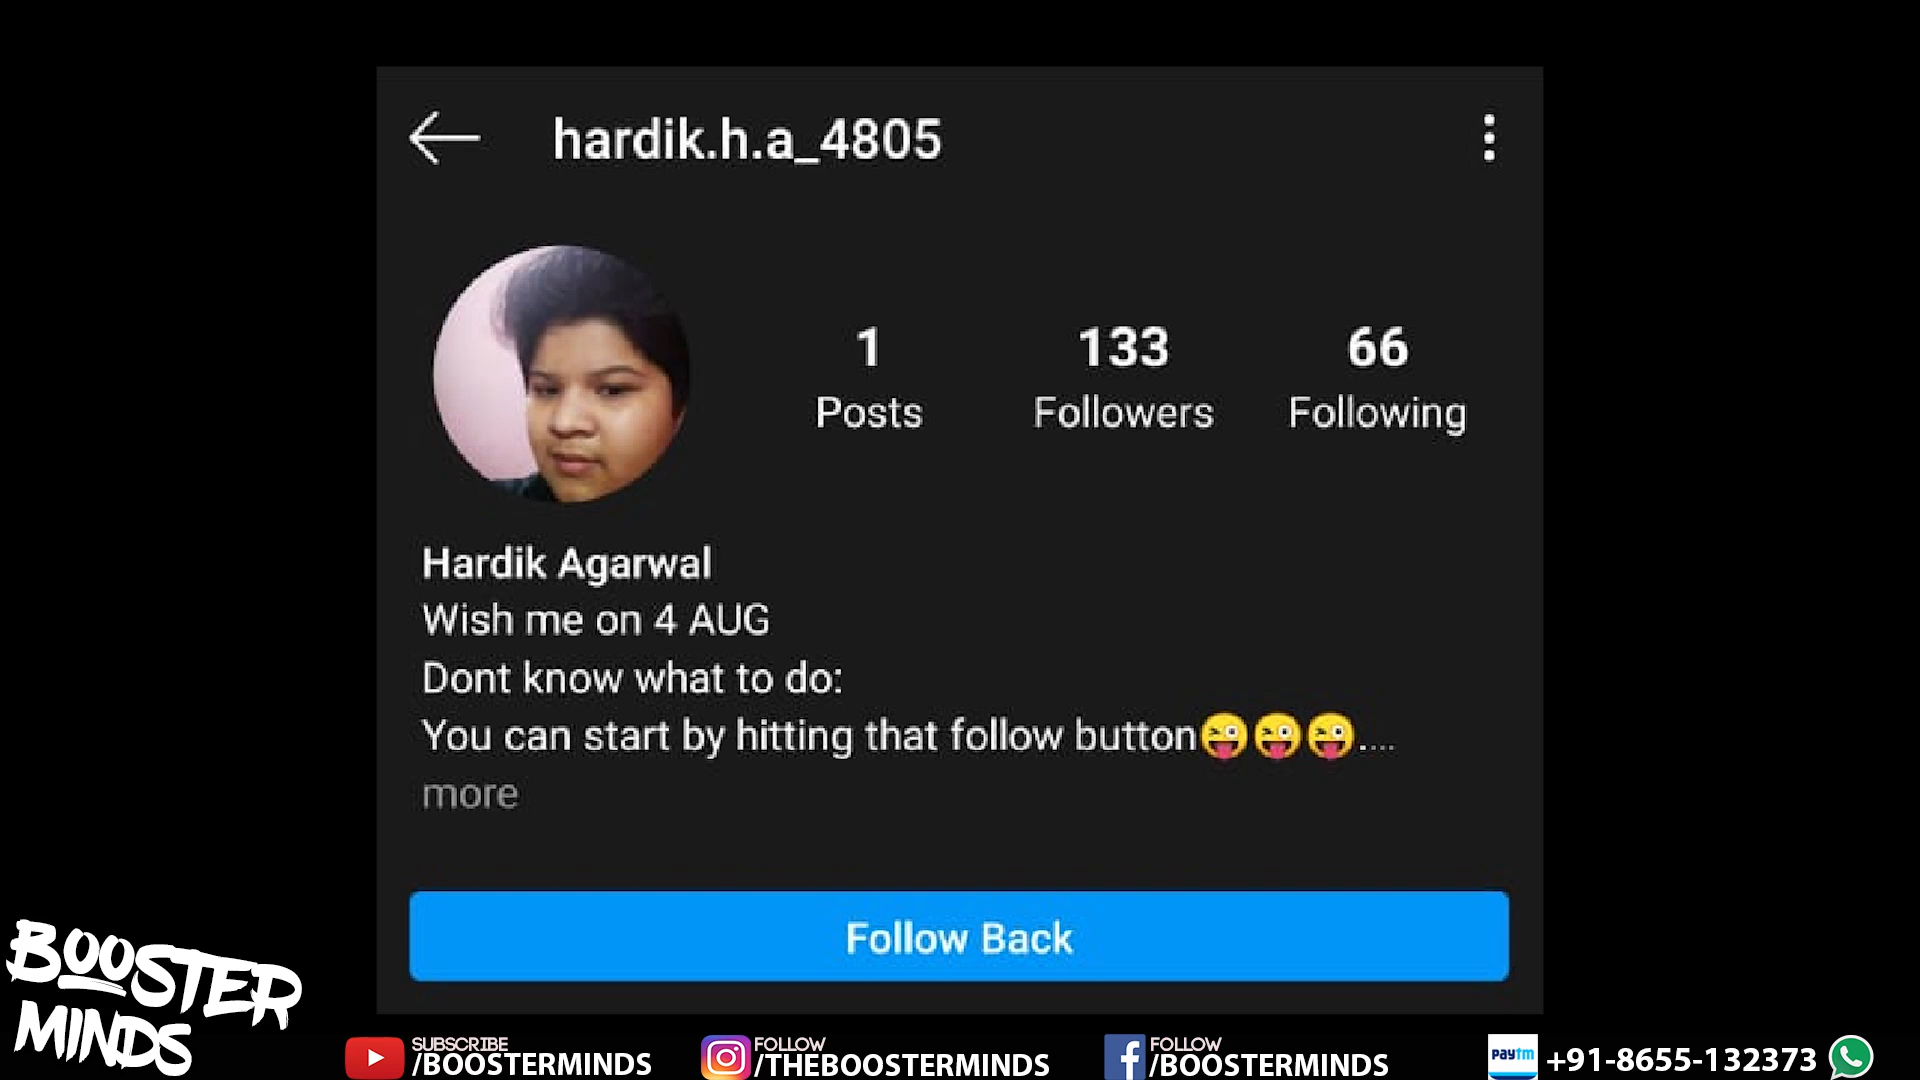 hardik.h.a_4805
1
Posts
133
Followers
66
Following
Hardik Agarwal
Wish me on 4 AUG
Dont know what to do:
You can start by hitting that follow button😜😜😜....
more
Follow Back
BOOSTER
MINDS
SUBSCRIBE
/BOOSTERMINDS
FOLLOW
/THEBOOSTERMINDS
FOLLOW
/BOOSTERMINDS
paytm
+91-8655-132373